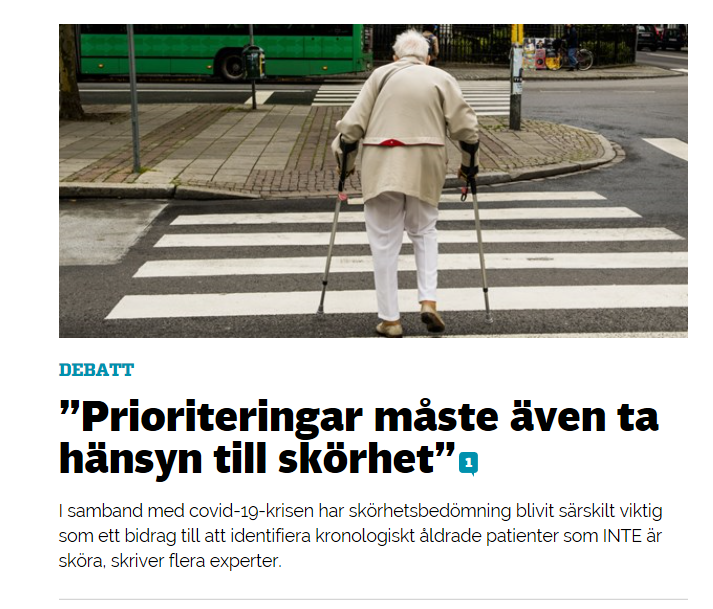 DEBATT
”Prioriteringar måste även ta
hänsyn till skörhet” 1
I samband med covid-19-krisen har skörhetsbedömning blivit särskilt viktig
som ett bidrag till att identifiera kronologiskt åldrade patienter som INTE är
sköra, skriver flera experter.